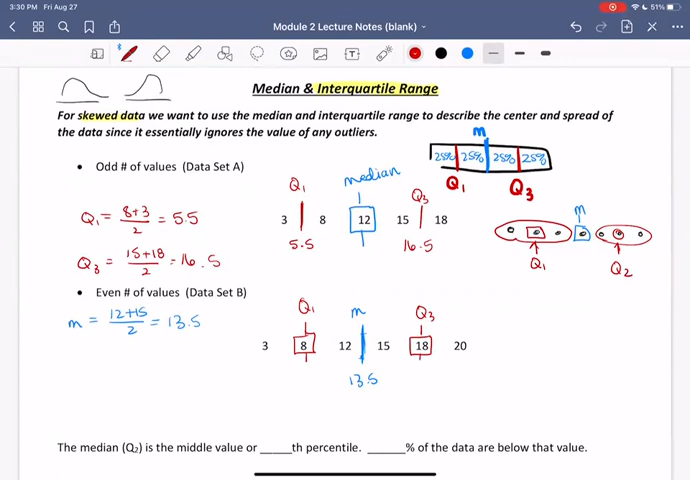 3:30 PM Fri Aug 27
51%
Module 2 Lecture Notes (blank)
Median & Interquartile Range
For skewed data we want to use the median and interquartile range to describe the center and spread of
the data since it essentially ignores the value of any outliers.
m
25% 25% 25% 25%
Q1 Q3
• Odd # of values (Data Set A)
Q1 median Q3
Q1 = 8+3 / 2 = 5.5
3 8 12 15 18
5.5 16.5
Q3 = 15+18 / 2 = 16.5
m
Q1 Q2
• Even # of values (Data Set B)
m = 12+15 / 2 = 13.5
Q1 m Q3
3 8 12 15 18 20
13.5
The median (Q2) is the middle value or _____th percentile. ______% of the data are below that value.